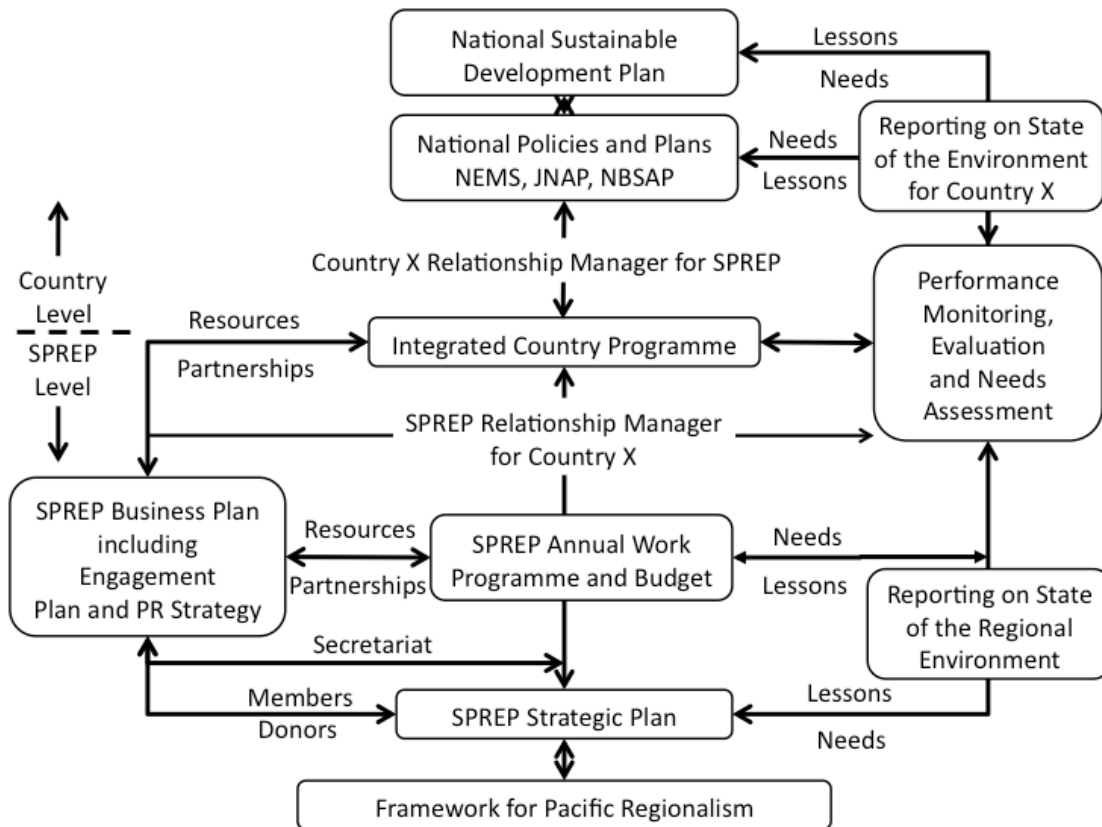 National Sustainable
Development Plan
Lessons
Needs
National Policies and Plans
NEMS, JNAP, NBSAP
Needs
Lessons
Reporting on State
of the Environment
for Country X
Country X Relationship Manager for SPREP
Country
Level
SPREP
Level
Resources
Partnerships
Integrated Country Programme
Performance
Monitoring,
Evaluation
and Needs
Assessment
SPREP Relationship Manager
for Country X
SPREP Business Plan
including
Engagement
Plan and PR Strategy
Resources
Partnerships
SPREP Annual Work
Programme and Budget
Needs
Lessons
Reporting on State
of the Regional
Environment
Secretariat
Members
Donors
SPREP Strategic Plan
Lessons
Needs
Framework for Pacific Regionalism